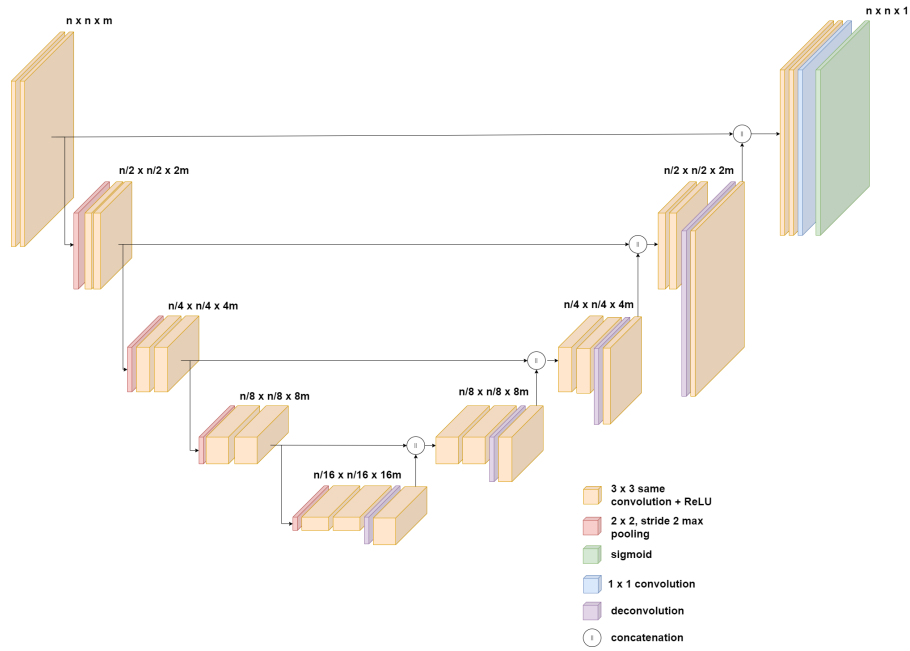 n x n x m
n x n x 1
n/2 x n/2 x 2m
n/2 x n/2 x 2m
n/4 x n/4 x 4m
n/4 x n/4 x 4m
n/8 x n/8 x 8m
n/8 x n/8 x 8m
n/16 x n/16 x 16m
3 x 3 same
convolution + ReLU
2 x 2, stride 2 max
pooling
sigmoid
1 x 1 convolution
deconvolution
concatenation